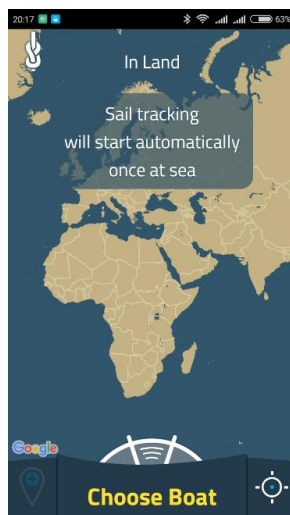 20:17
63%
In Land
Sail tracking
will start automatically
once at sea
Google
Choose Boat